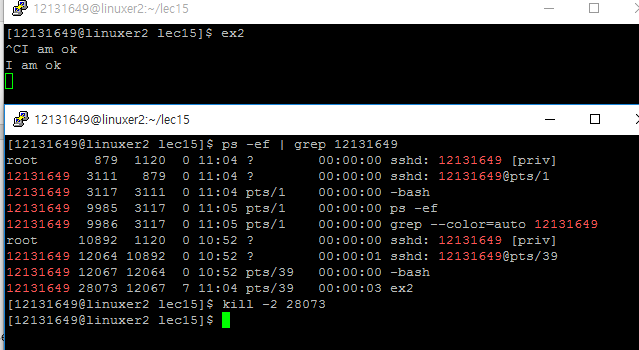 12131649@linuxer2:~/lec15
[12131649@linuxer2 lec15]$ ex2
^CI am ok
I am ok
12131649@linuxer2:~/lec15
[12131649@linuxer2 lec15]$ ps -ef | grep 12131649
root       879  1120  0 11:04 ?        00:00:00 sshd: 12131649 [priv]
12131649  3111   879  0 11:04 ?        00:00:00 sshd: 12131649@pts/1
12131649  3117  3111  0 11:04 pts/1    00:00:00 -bash
12131649  9985  3117  0 11:05 pts/1    00:00:00 ps -ef
12131649  9986  3117  0 11:05 pts/1    00:00:00 grep --color=auto 12131649
root     10892  1120  0 10:52 ?        00:00:00 sshd: 12131649 [priv]
12131649 12064 10892  0 10:52 ?        00:00:01 sshd: 12131649@pts/39
12131649 12067 12064  0 10:52 pts/39   00:00:00 -bash
12131649 28073 12067  7 11:04 pts/39   00:00:03 ex2
[12131649@linuxer2 lec15]$ kill -2 28073
[12131649@linuxer2 lec15]$